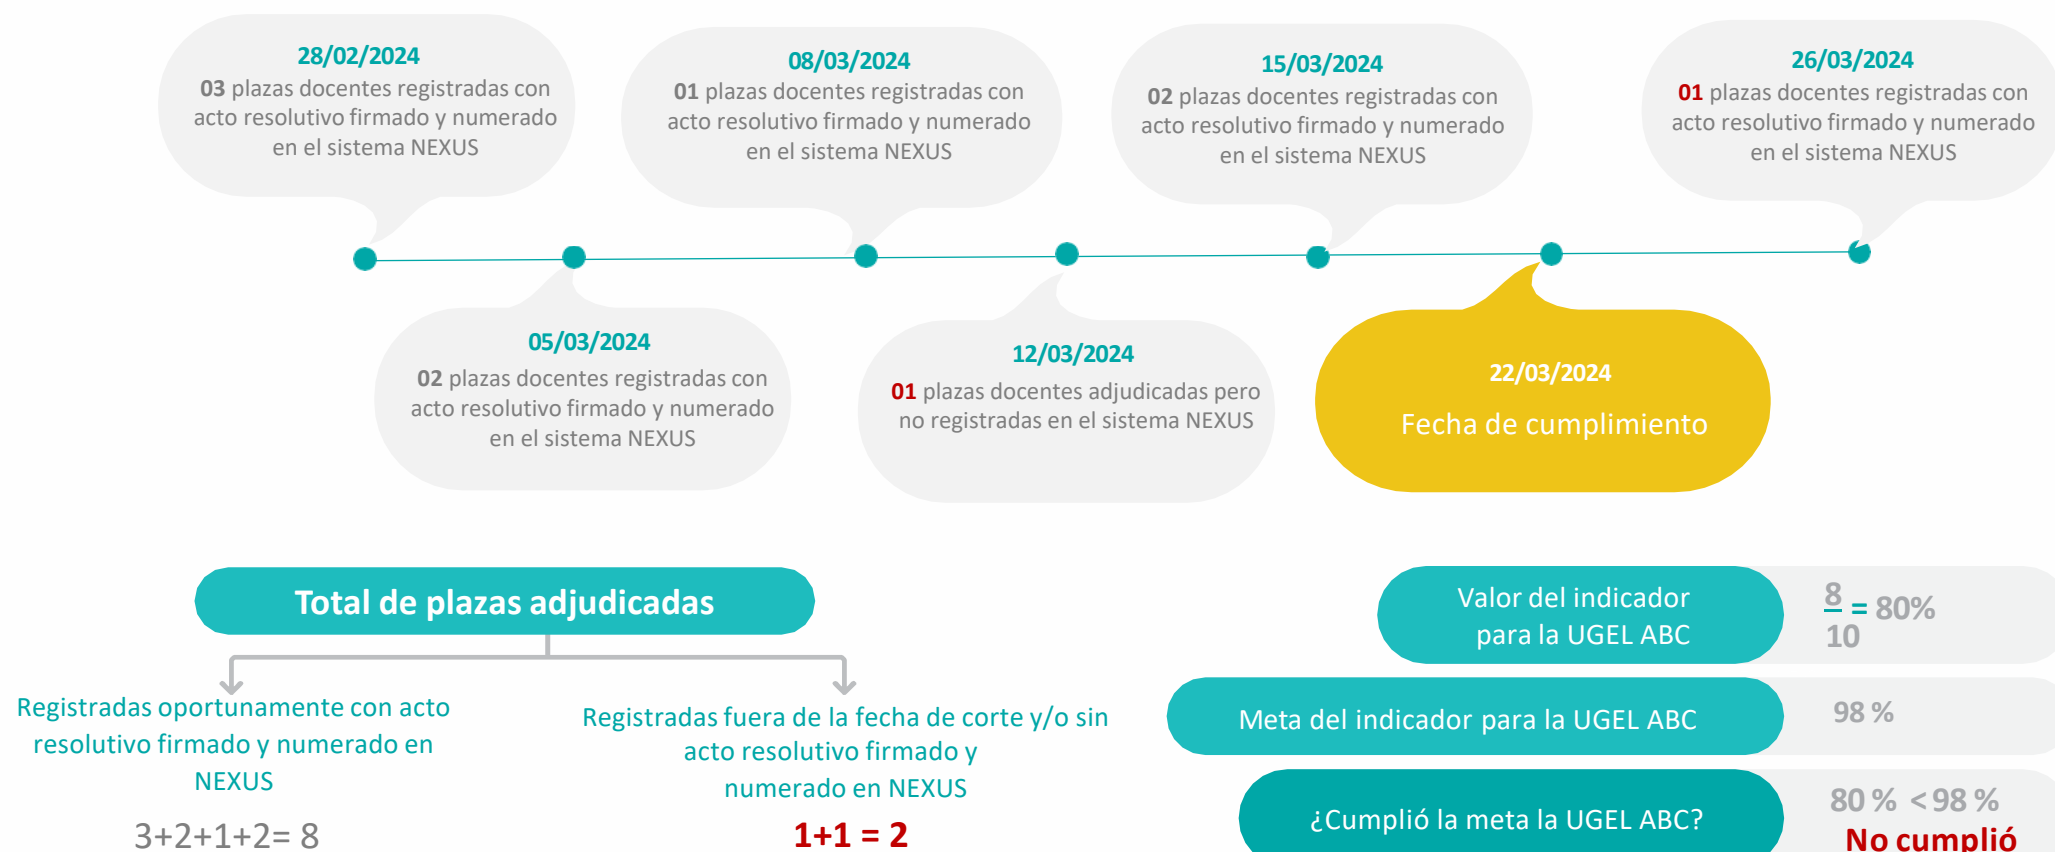 28/02/2024
03 plazas docentes registradas con
acto resolutivo firmado y numerado
en el sistema NEXUS
08/03/2024
01 plazas docentes registradas con
acto resolutivo firmado y numerado
en el sistema NEXUS
15/03/2024
02 plazas docentes registradas con
acto resolutivo firmado y numerado
en el sistema NEXUS
26/03/2024
01 plazas docentes registradas con
acto resolutivo firmado y numerado
en el sistema NEXUS
05/03/2024
02 plazas docentes registradas con
acto resolutivo firmado y numerado
en el sistema NEXUS
12/03/2024
01 plazas docentes adjudicadas pero
no registradas en el sistema NEXUS
22/03/2024
Fecha de cumplimiento
Total de plazas adjudicadas
Registradas oportunamente con acto
resolutivo firmado y numerado en
NEXUS
3+2+1+2= 8
Registradas fuera de la fecha de corte y/o sin
acto resolutivo firmado y
numerado en NEXUS
1+1 = 2
Valor del indicador
para la UGEL ABC
8
= 80%
10
Meta del indicador para la UGEL ABC
98 %
¿Cumplió la meta la UGEL ABC?
80 % < 98 %
No cumplió